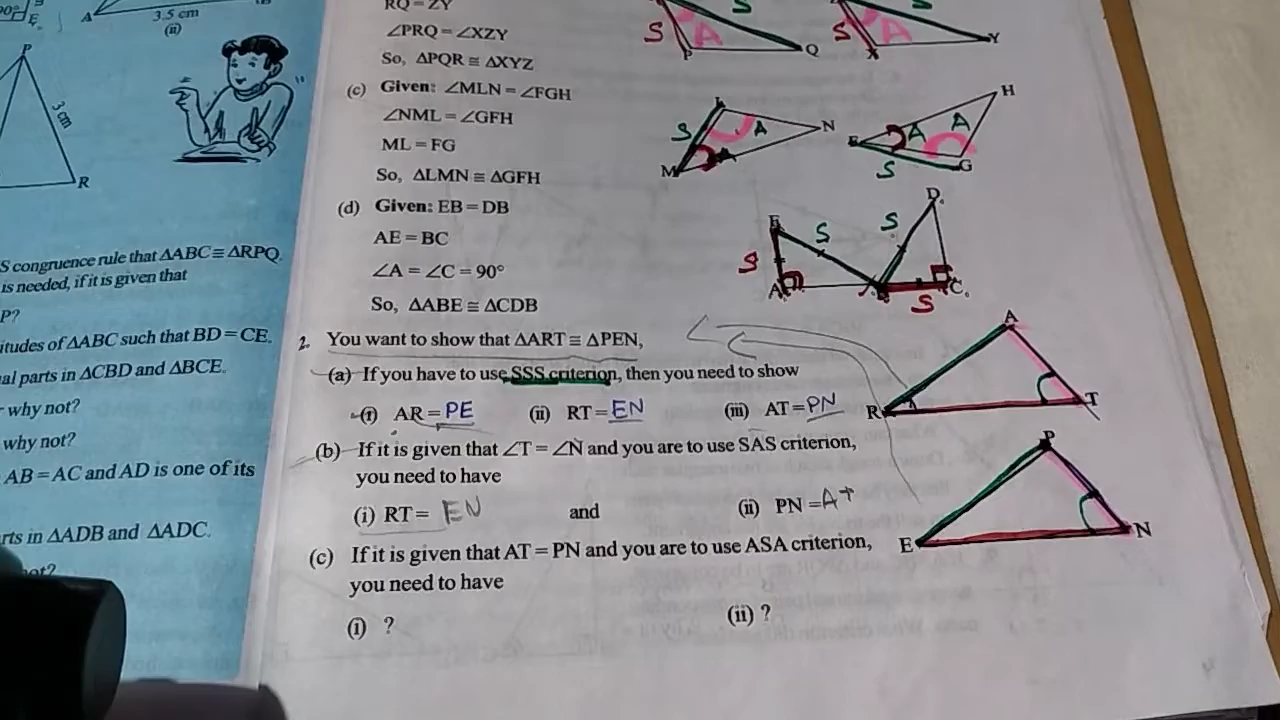 3.5 cm
(ii)
A
E
P
3 cm
R
S congruence rule that ΔABC ≅ ΔRPQ
is needed, if it is given that
P?
itudes of ΔABC such that BD = CE.
al parts in ΔCBD and ΔBCE.
why not?
why not?
AB = AC and AD is one of its
rts in ΔADB and ΔADC.
not?
RQ = ZY
∠PRQ = ∠XZY
So, ΔPQR ≅ ΔXYZ
S S
S A S A
P Q X Y
(c) Given: ∠MLN = ∠FGH
∠NML = ∠GFH
ML = FG
So, ΔLMN ≅ ΔGFH
L N M S A A
H G S A A
(d) Given: EB = DB
AE = BC
∠A = ∠C = 90°
So, ΔABE ≅ ΔCDB
E S S D
S A C S
2. You want to show that ΔART ≅ ΔPEN,
(a) If you have to use SSS criterion, then you need to show
(i) AR = PE (ii) RT = EN (iii) AT = PN
(b) If it is given that ∠T = ∠N and you are to use SAS criterion,
you need to have
(i) RT = EN and (ii) PN = AT
(c) If it is given that AT = PN and you are to use ASA criterion,
you need to have
(i) ? (ii) ?
A
R T
P
E N